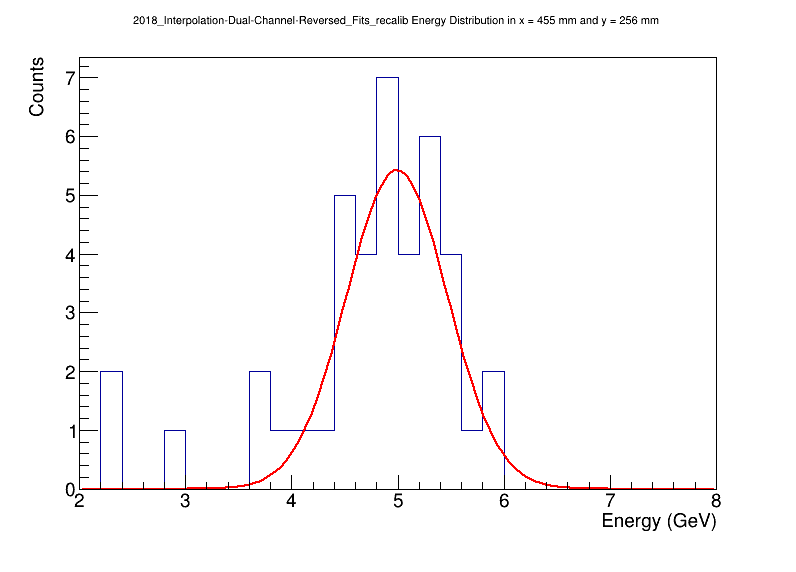 2018_Interpolation-Dual-Channel-Reversed_Fits_recalib Energy Distribution in x = 455 mm and y = 256 mm
Counts
7
6
5
4
3
2
1
0
2 3 4 5 6 7 8
Energy (GeV)